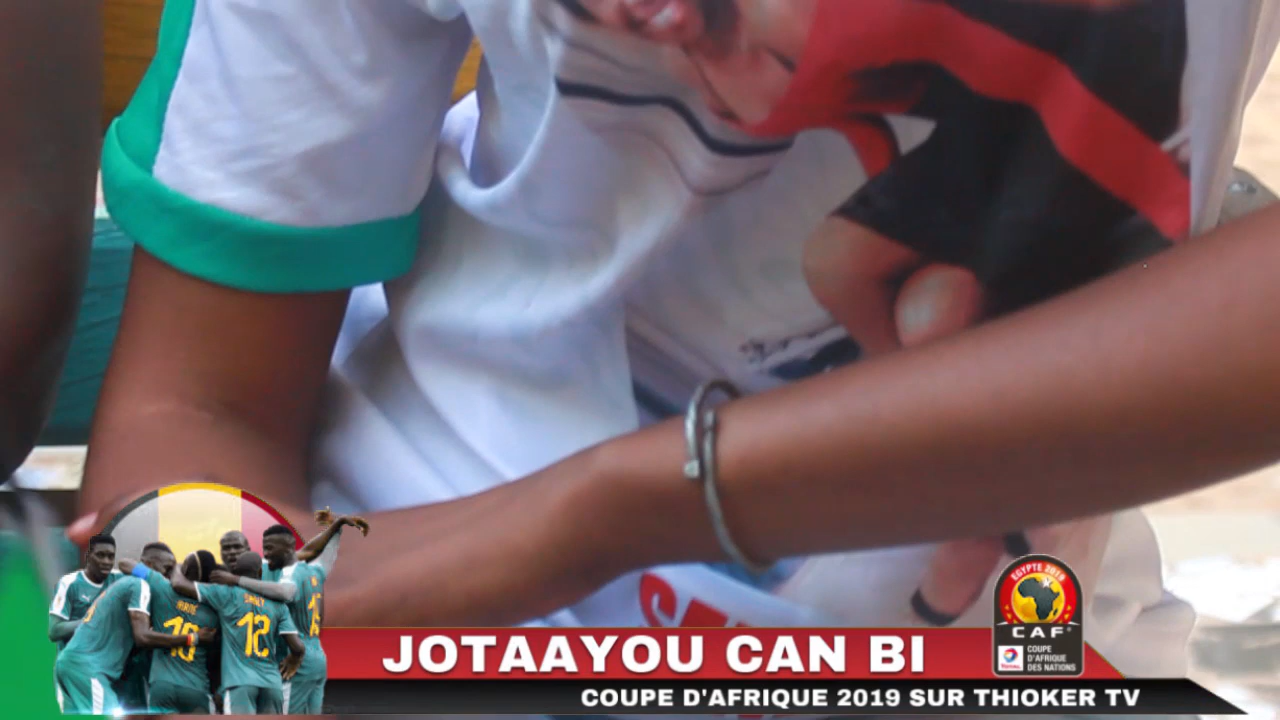 EGYPTE 2019
CAF
TOTAL
COUPE
D'AFRIQUE
DES NATIONS
12
JOTAAYOU CAN BI
COUPE D'AFRIQUE 2019 SUR THIOKER TV